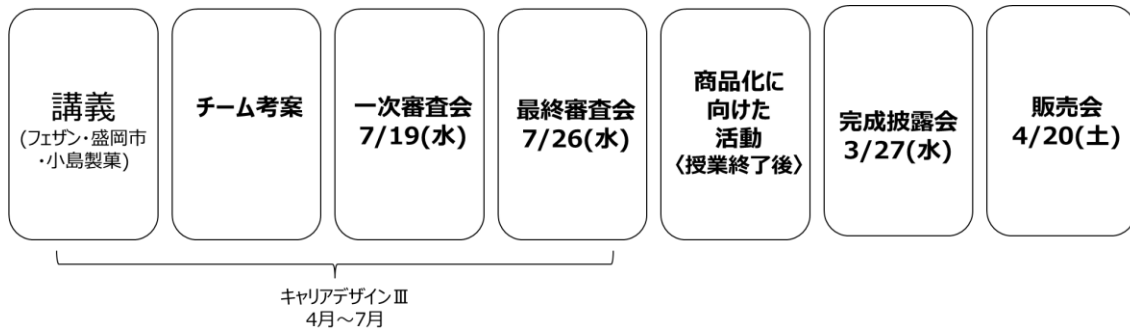 講義
(フェザン・盛岡市
・小島製菓)
チーム考案
一次審査会
7/19(水)
最終審査会
7/26(水)
商品化に
向けた
活動
〈授業終了後〉
完成披露会
3/27(水)
販売会
4/20(土)
キャリアデザインⅢ
4月～7月